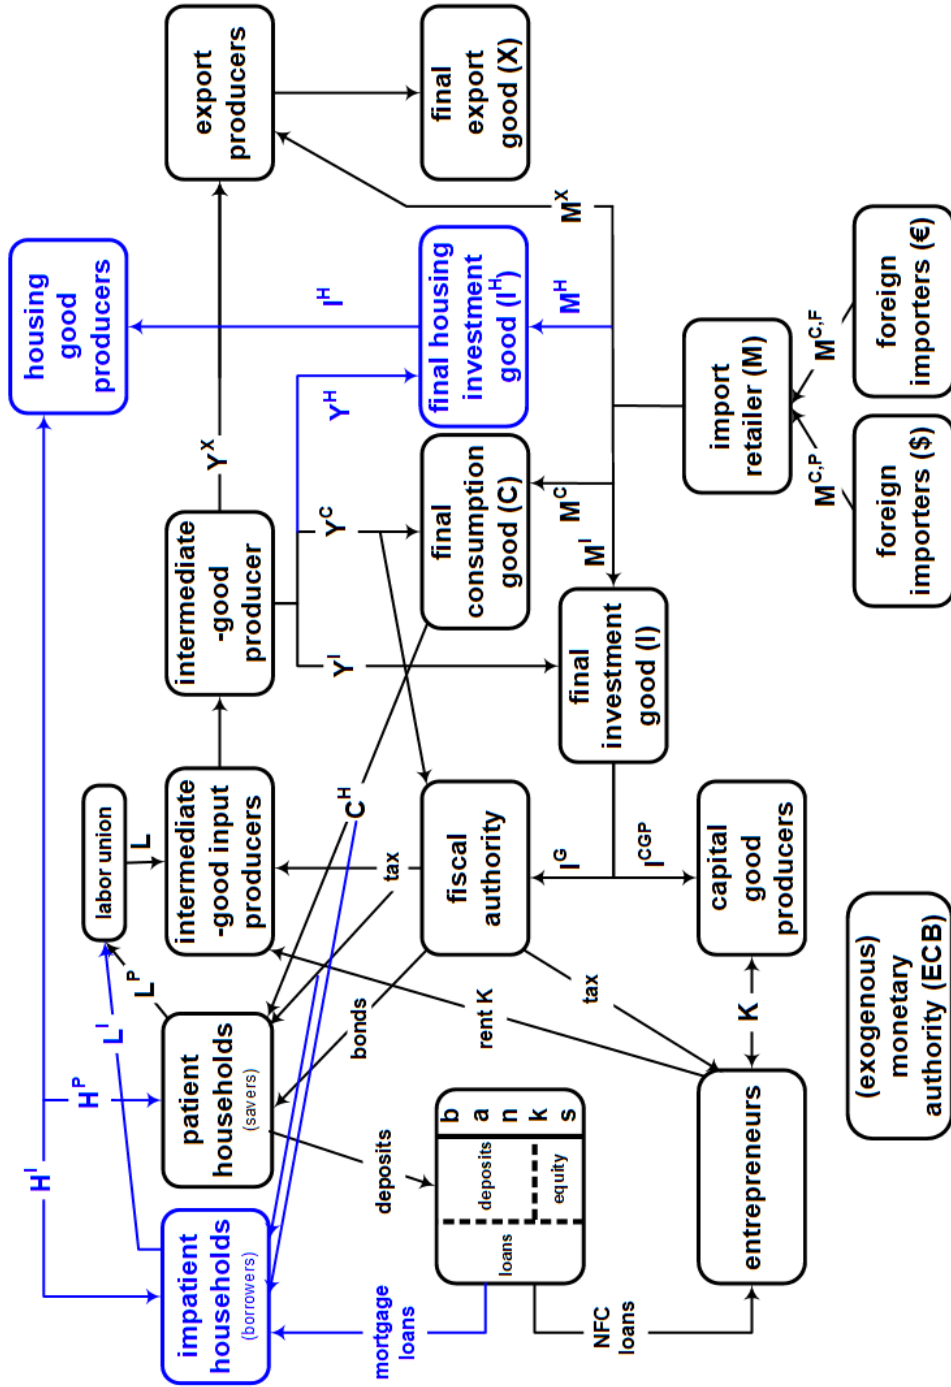 housing
good
producers
H^I
H^P
I^H
labor union
L^I
L^P
L
impatient
households
(borrowers)
patient
households
(savers)
intermediate
-good input
producers
intermediate
-good
producer
Y^X
export
producers
mortgage
loans
deposits
bonds
tax
C^H
Y^I
Y^C
Y^H
loans
deposits
equity
b
a
n
k
s
fiscal
authority
final
consumption
good (C)
final housing
investment
good (I^H)
final
export
good (X)
NFC
loans
rent K
tax
I^G
I^CGP
final
investment
good (I)
M^I
M^C
M^H
M^X
entrepreneurs
K
capital
good
producers
import
retailer (M)
M^C,P
M^C,F
(exogenous)
monetary
authority (ECB)
foreign
importers ($)
foreign
importers (€)